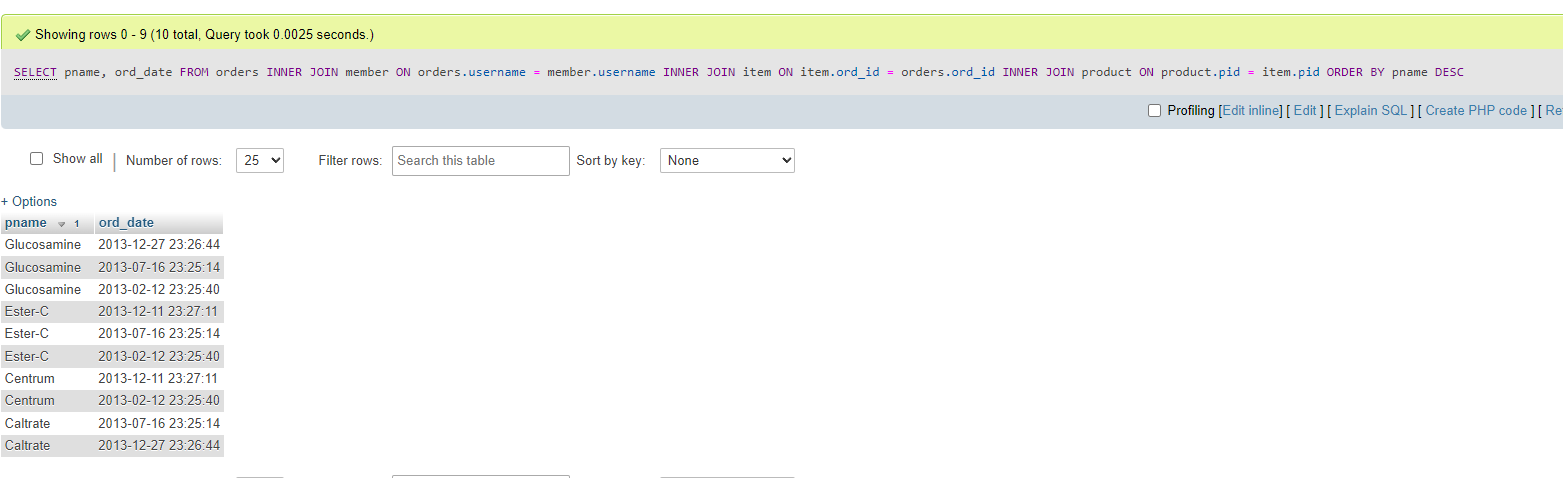 Showing rows 0 - 9 (10 total, Query took 0.0025 seconds.)
SELECT pname, ord_date FROM orders INNER JOIN member ON orders.username = member.username INNER JOIN item ON item.ord_id = orders.ord_id INNER JOIN product ON product.pid = item.pid ORDER BY pname DESC
Profiling [Edit inline] [ Edit ] [ Explain SQL ] [ Create PHP code ] [ Re
Show all | Number of rows: 25 Filter rows: Search this table Sort by key: None
+ Options
pname 1 ord_date
Glucosamine 2013-12-27 23:26:44
Glucosamine 2013-07-16 23:25:14
Glucosamine 2013-02-12 23:25:40
Ester-C 2013-12-11 23:27:11
Ester-C 2013-07-16 23:25:14
Ester-C 2013-02-12 23:25:40
Centrum 2013-12-11 23:27:11
Centrum 2013-02-12 23:25:40
Caltrate 2013-07-16 23:25:14
Caltrate 2013-12-27 23:26:44